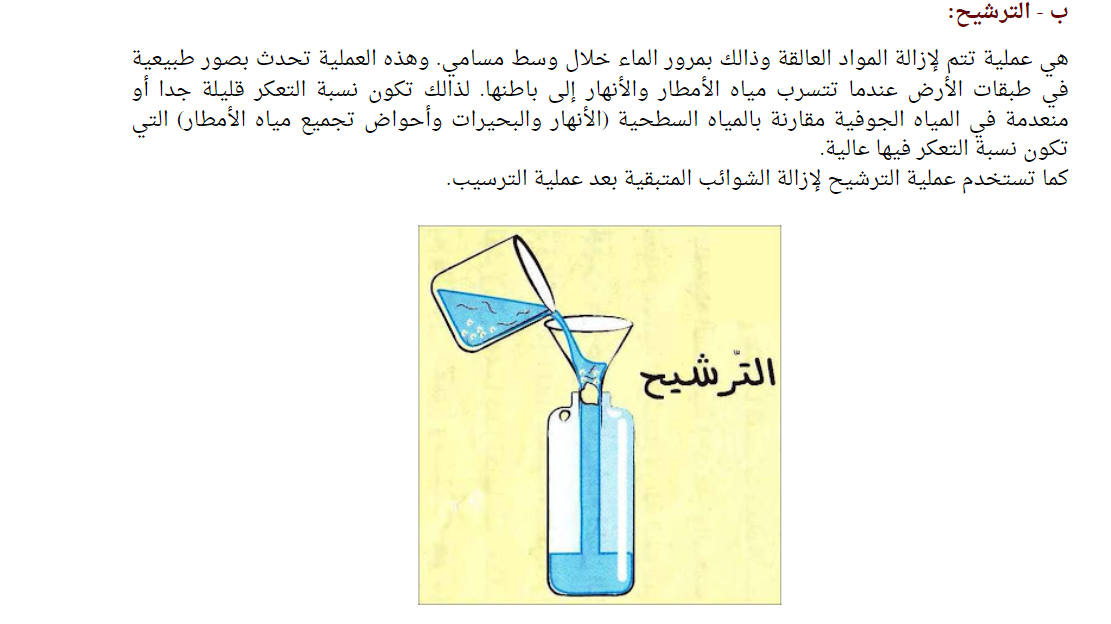 ب - الترشيح:
هي عملية تتم لإزالة المواد العالقة وذالك بمرور الماء خلال وسط مسامي. وهذه العملية تحدث بصور طبيعية
في طبقات الأرض عندما تتسرب مياه الأمطار والأنهار إلى باطنها. لذالك تكون نسبة التعكر قليلة جدا أو
منعدمة في المياه الجوفية مقارنة بالمياه السطحية (الأنهار والبحيرات وأحواض تجميع مياه الأمطار) التي
تكون نسبة التعكر فيها عالية.
كما تستخدم عملية الترشيح لإزالة الشوائب المتبقية بعد عملية الترسيب.
التّرشيح